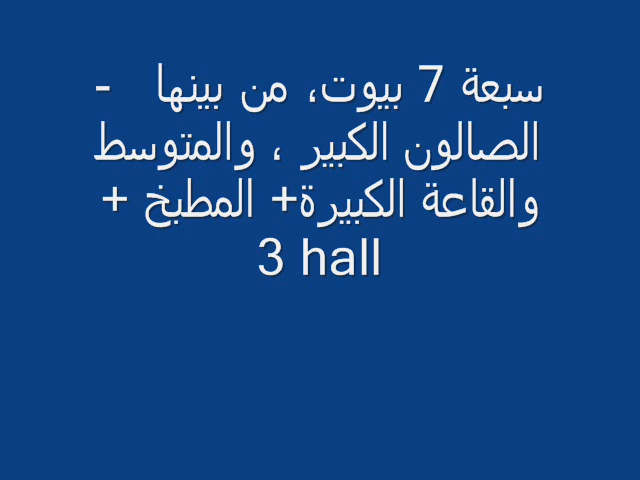 سبعة 7 بيوت، من بينها -
الصالون الكبير ، والمتوسط
والقاعة الكبيرة+ المطبخ +
3 hall